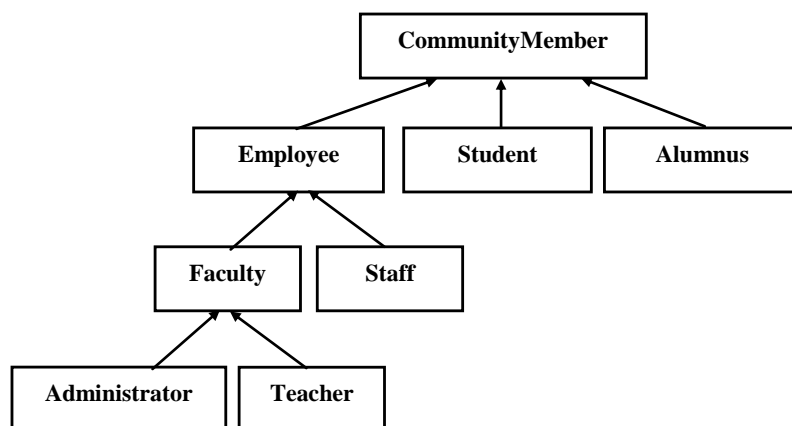 CommunityMember
Employee
Student
Alumnus
Faculty
Staff
Administrator
Teacher